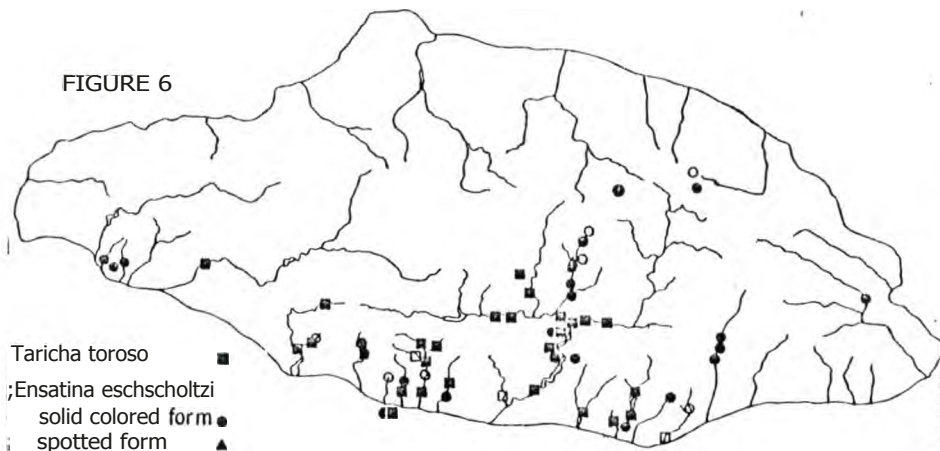 FIGURE 6
Taricha toroso
;Ensatina eschscholtzi
solid colored form
spotted form